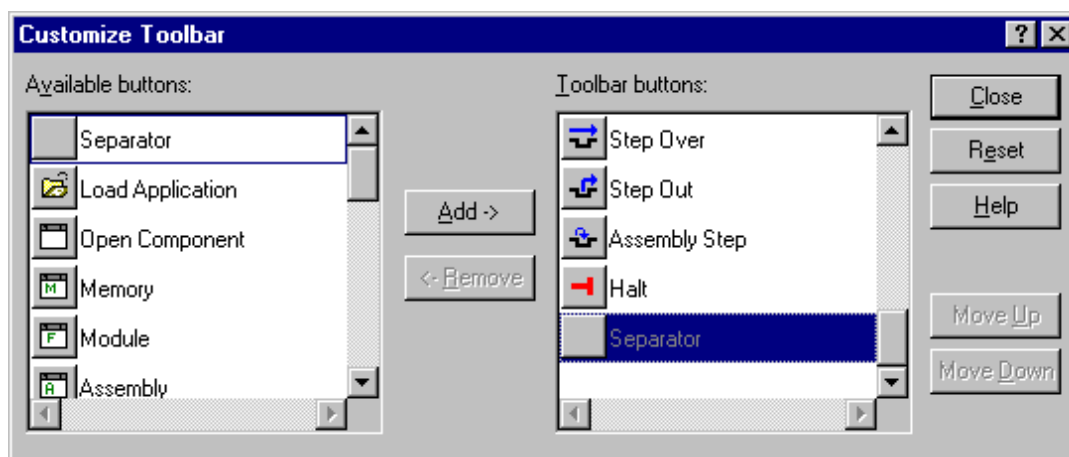 Customize Toolbar
Available buttons:
Separator
Load Application
Open Component
M Memory
F Module
A Assembly
Add ->
<- Remove
Toolbar buttons:
Step Over
Step Out
Assembly Step
Halt
Separator
Close
Reset
Help
Move Up
Move Down